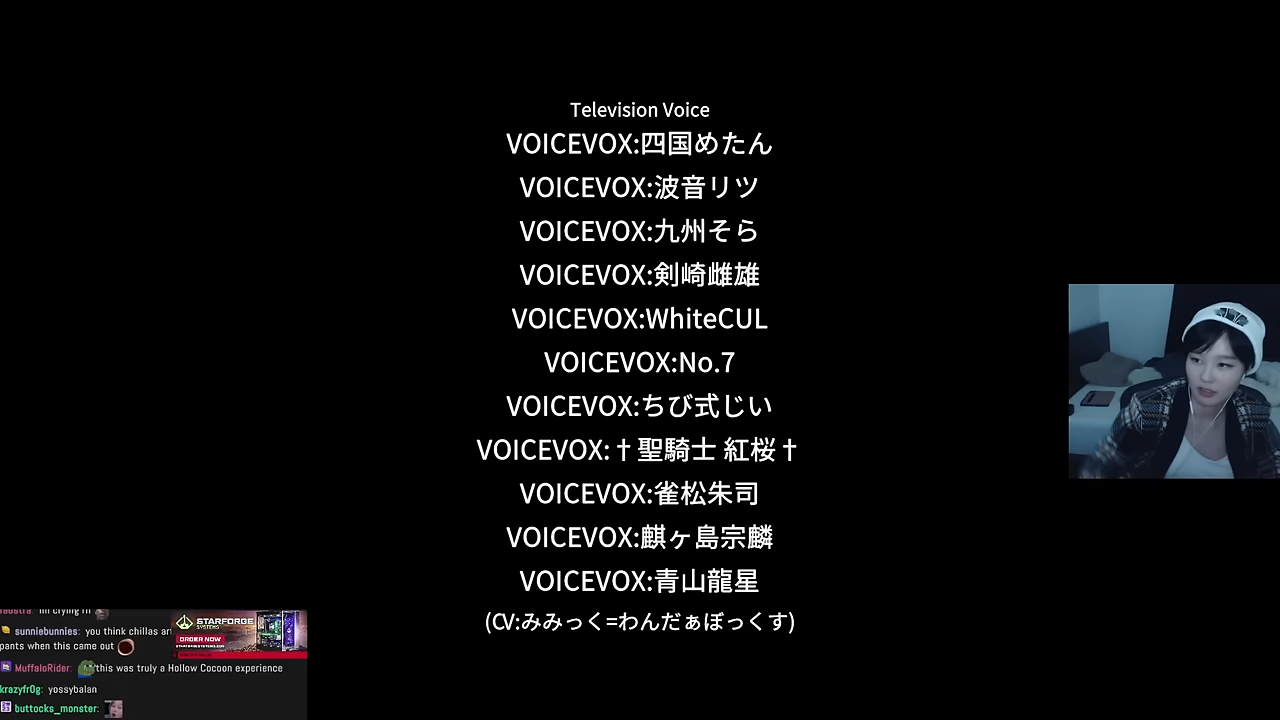 Television Voice
VOICEVOX:四国めたん
VOICEVOX:波音リツ
VOICEVOX:九州そら
VOICEVOX:剣崎雌雄
VOICEVOX:WhiteCUL
VOICEVOX:No.7
VOICEVOX:ちび式じい
VOICEVOX:†聖騎士 紅桜†
VOICEVOX:雀松朱司
VOICEVOX:麒ヶ島宗麟
VOICEVOX:青山龍星
(CV:みみっく=わんだぁぼっくす)
sunniebunnies: you think chillas
pants when this came out
MuffaloRider: this was truly a Hollow Cocoon experience
krazyfr0g: yossybalan
buttocks_monster:
STARFORGE
SYSTEMS
ORDER NOW
STARFORGESYSTEMS.COM